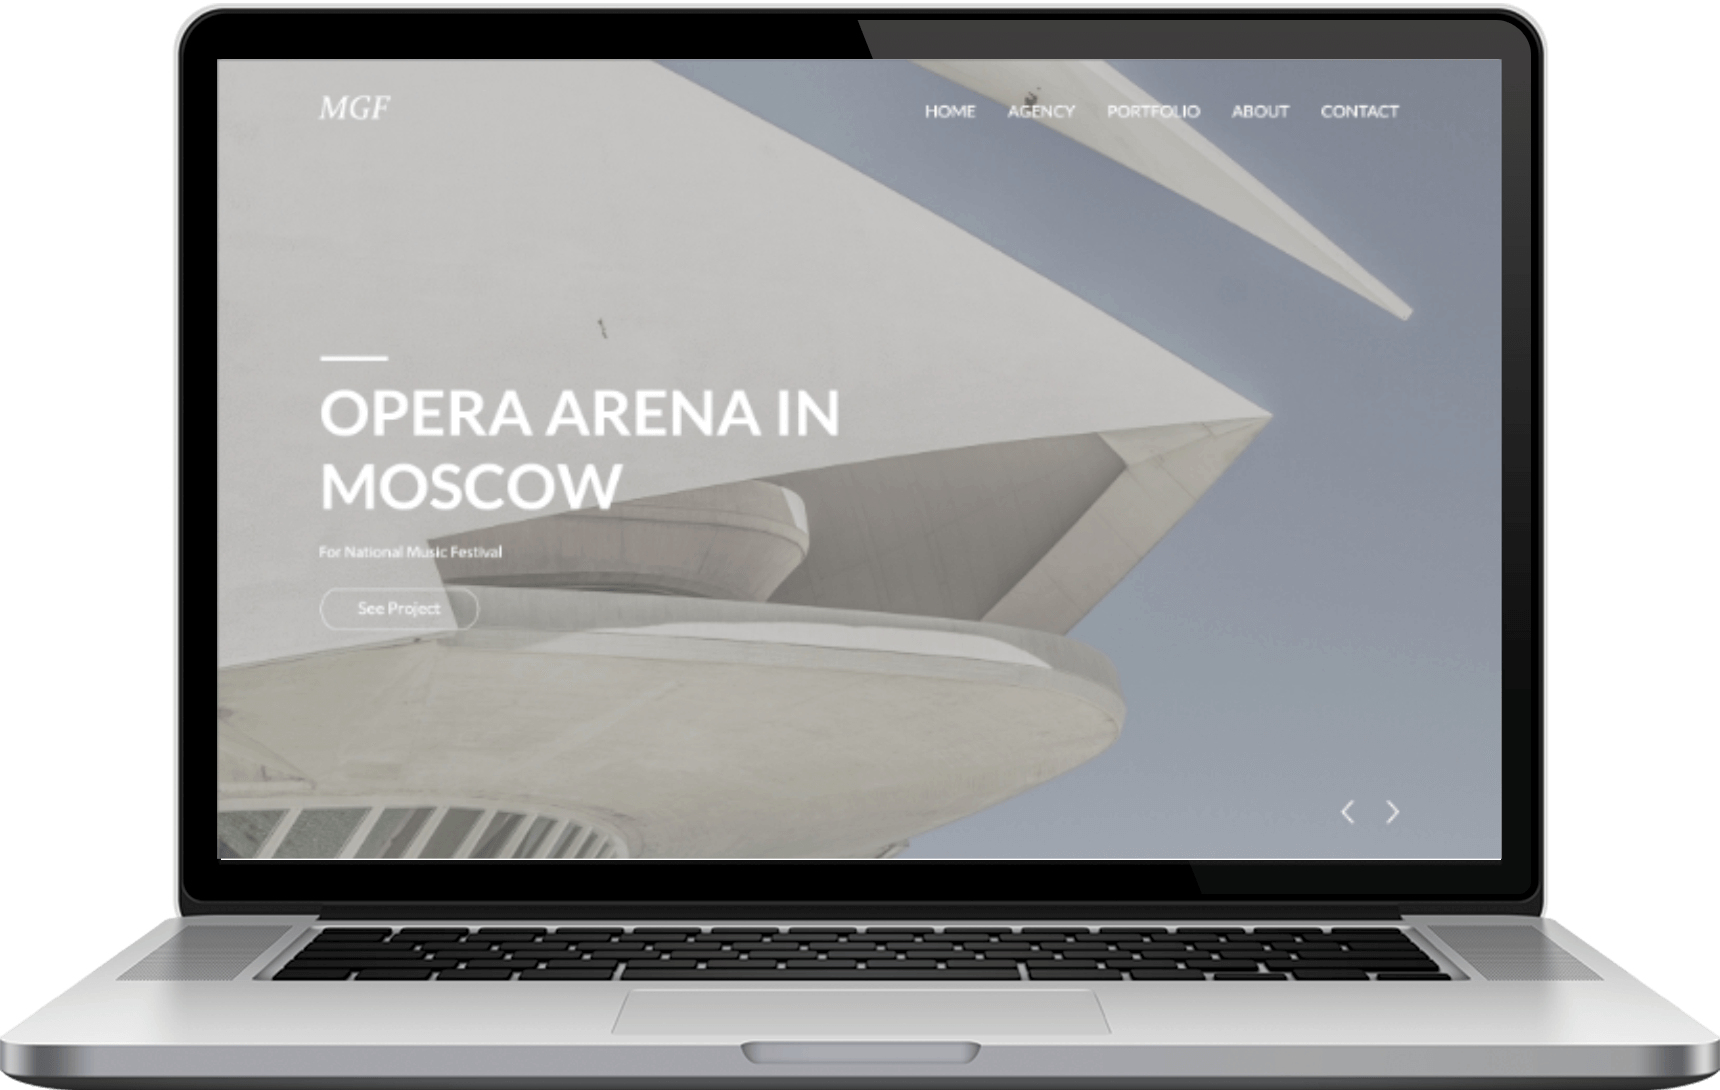 MGF
HOME AGENCY PORTFOLIO ABOUT CONTACT
OPERA ARENA IN
MOSCOW
For National Music Festival
See Project